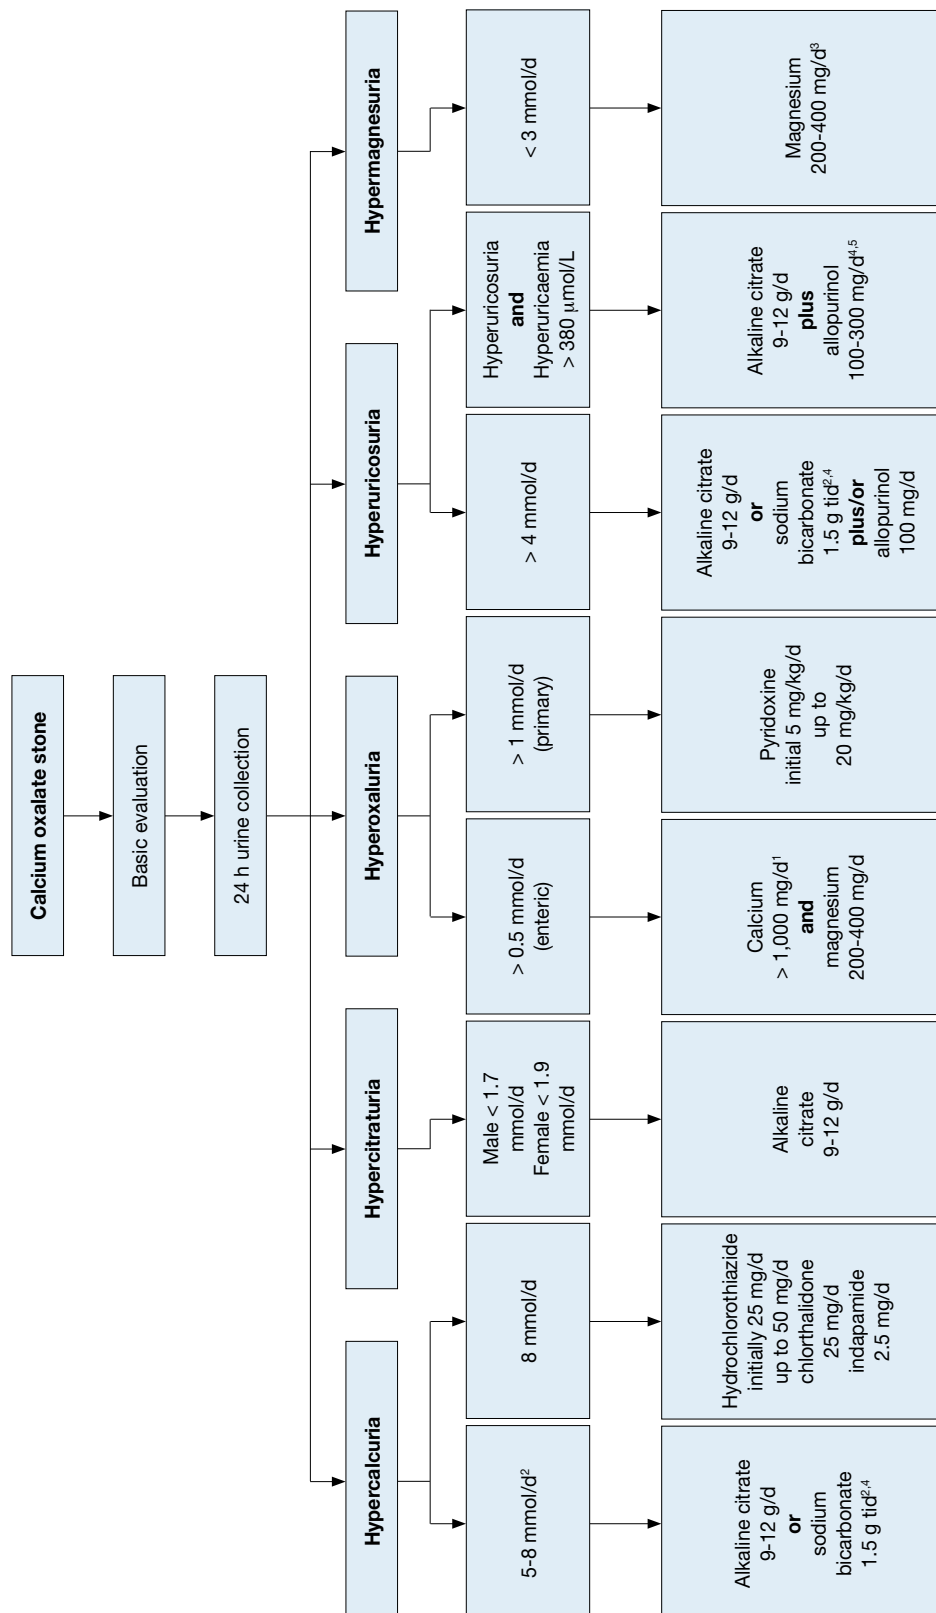 Calcium oxalate stone
Basic evaluation
24 h urine collection
Hypercalcuria
Hypercitraturia
Hyperoxaluria
Hyperuricosuria
Hypermagnesuria
5-8 mmol/d²
8 mmol/d
Male < 1.7
mmol/d
Female < 1.9
mmol/d
> 0.5 mmol/d
(enteric)
> 1 mmol/d
(primary)
> 4 mmol/d
Hyperuricosuria
and
Hyperuricaemia
> 380 µmol/L
< 3 mmol/d
Alkaline citrate
9-12 g/d
or
sodium
bicarbonate
1.5 g tid²,⁴
Hydrochlorothiazide
initially 25 mg/d
up to 50 mg/d
chlorthalidone
25 mg/d
indapamide
2.5 mg/d
Alkaline
citrate
9-12 g/d
Calcium
> 1,000 mg/d¹
and
magnesium
200-400 mg/d
Pyridoxine
initial 5 mg/kg/d
up to
20 mg/kg/d
Alkaline citrate
9-12 g/d
or
sodium
bicarbonate
1.5 g tid²,⁴
plus/or
allopurinol
100 mg/d
Alkaline citrate
9-12 g/d
plus
allopurinol
100-300 mg/d⁴,⁵
Magnesium
200-400 mg/d³